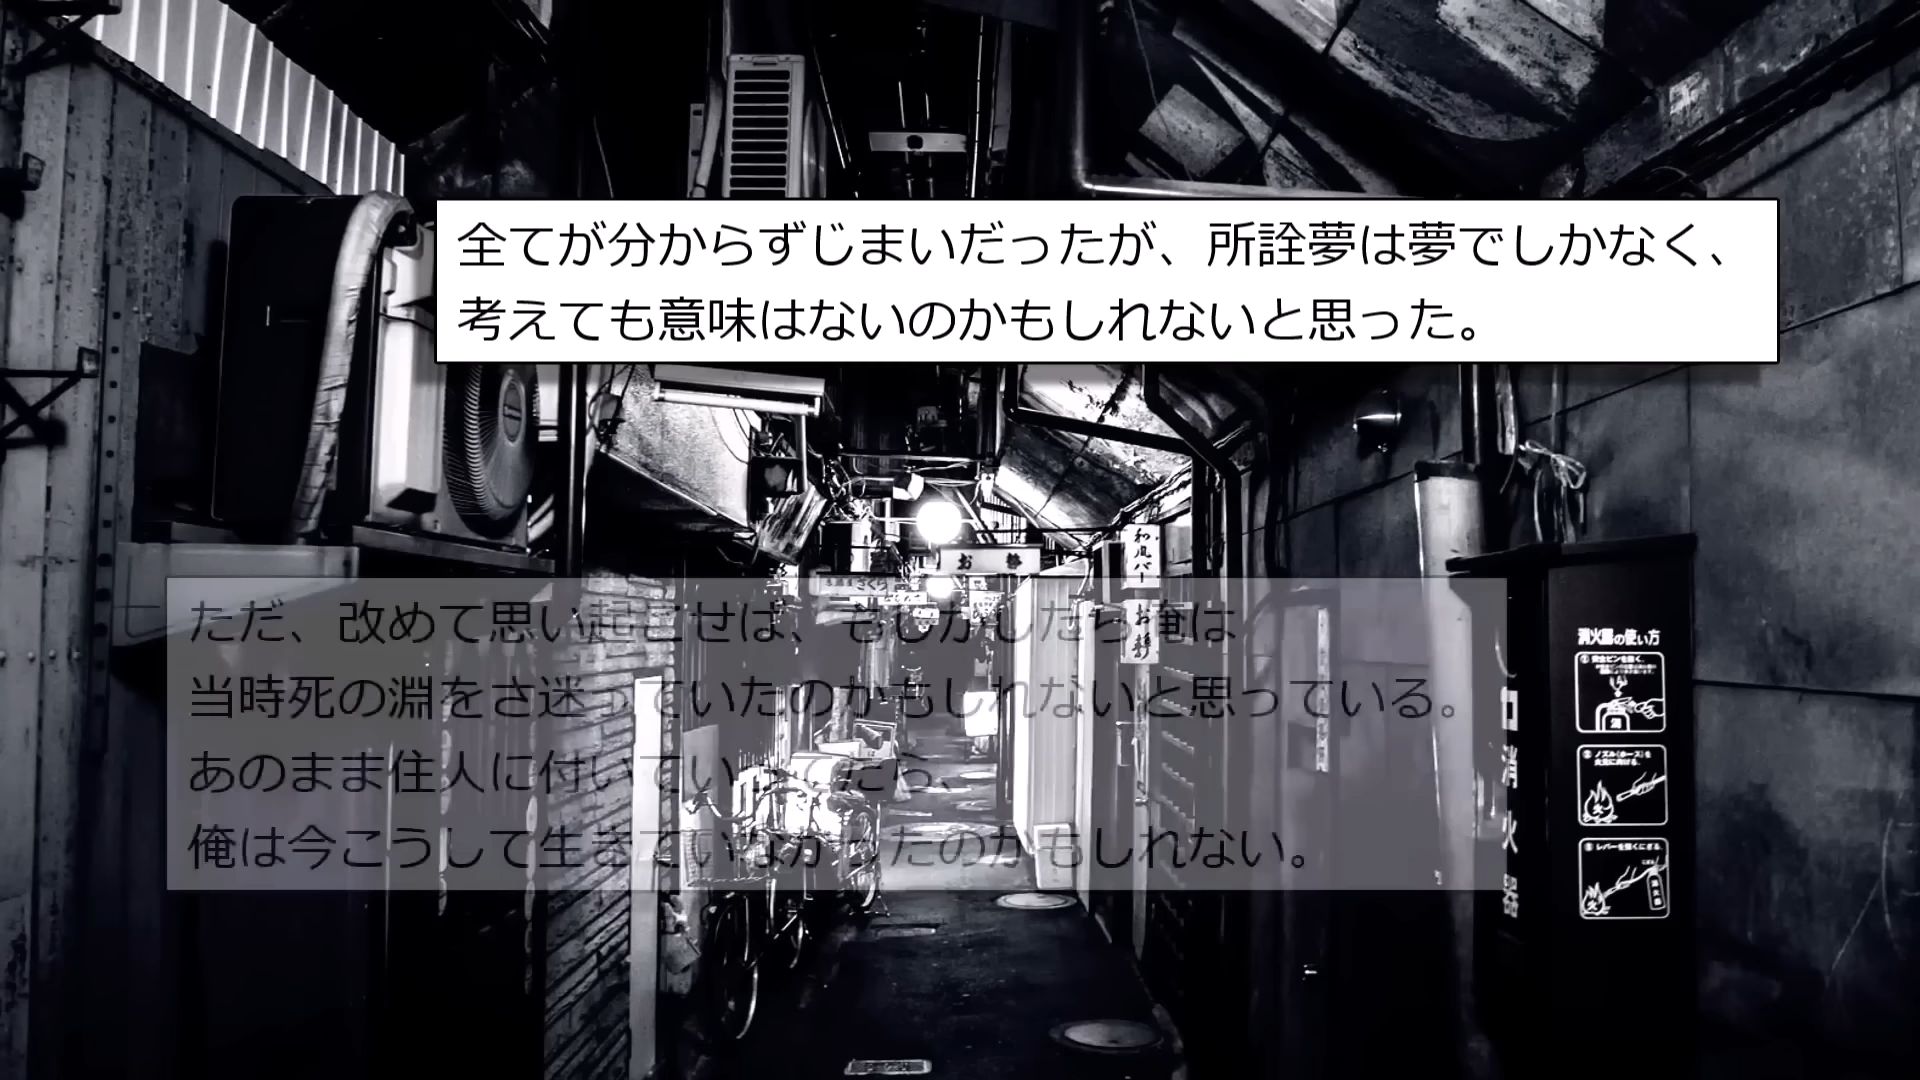 全てが分からずじまいだったが、所詮夢は夢でしかなく、
考えても意味はないのかもしれないと思った。
ただ、改めて思い起こせば、もしかしたら俺は
当時死の淵をさ迷っていたのかもしれないと思っている。
あのまま住人に付いていってたら、
俺は今こうして生きていなかったのかもしれない。
和風バー
お静
消火器の使い方
消火器